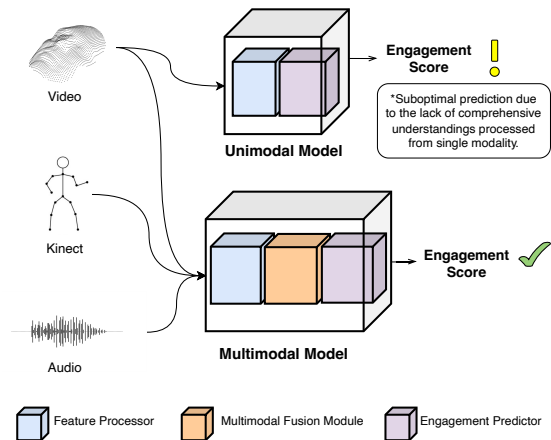 Video
Engagement
Score
*Suboptimal prediction due
to the lack of comprehensive
understandings processed
from single modality.
Unimodal Model
Kinect
Engagement
Score
Audio
Multimodal Model
Feature Processor
Multimodal Fusion Module
Engagement Predictor